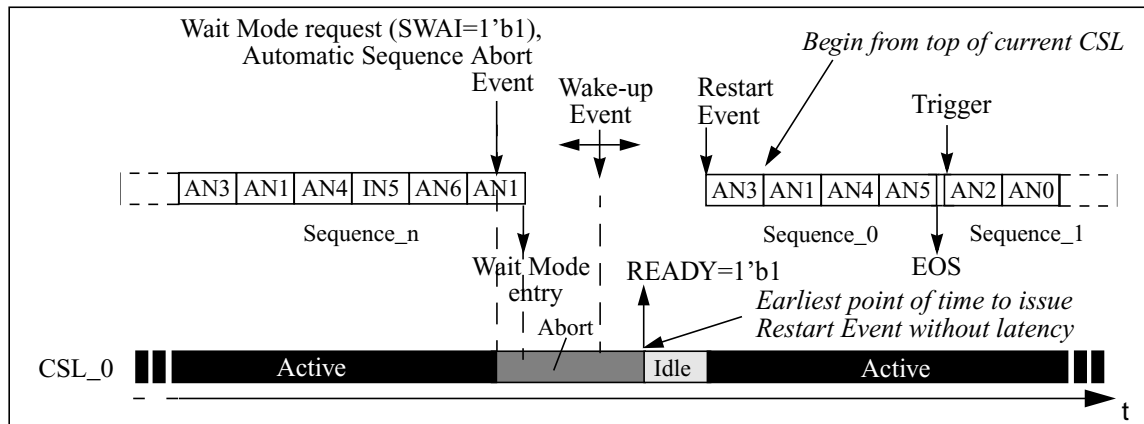 Wait Mode request (SWAI=1’b1),
Automatic Sequence Abort
Event
Wake-up
Event
Restart
Event
Begin from top of current CSL
Trigger
AN3 AN1 AN4 IN5 AN6 AN1
AN3 AN1 AN4 AN5 AN2 AN0
Sequence_n
Sequence_0
Sequence_1
Wait Mode
entry
READY=1’b1
EOS
Earliest point of time to issue
Restart Event without latency
Abort
CSL_0
Active
Idle
Active
t